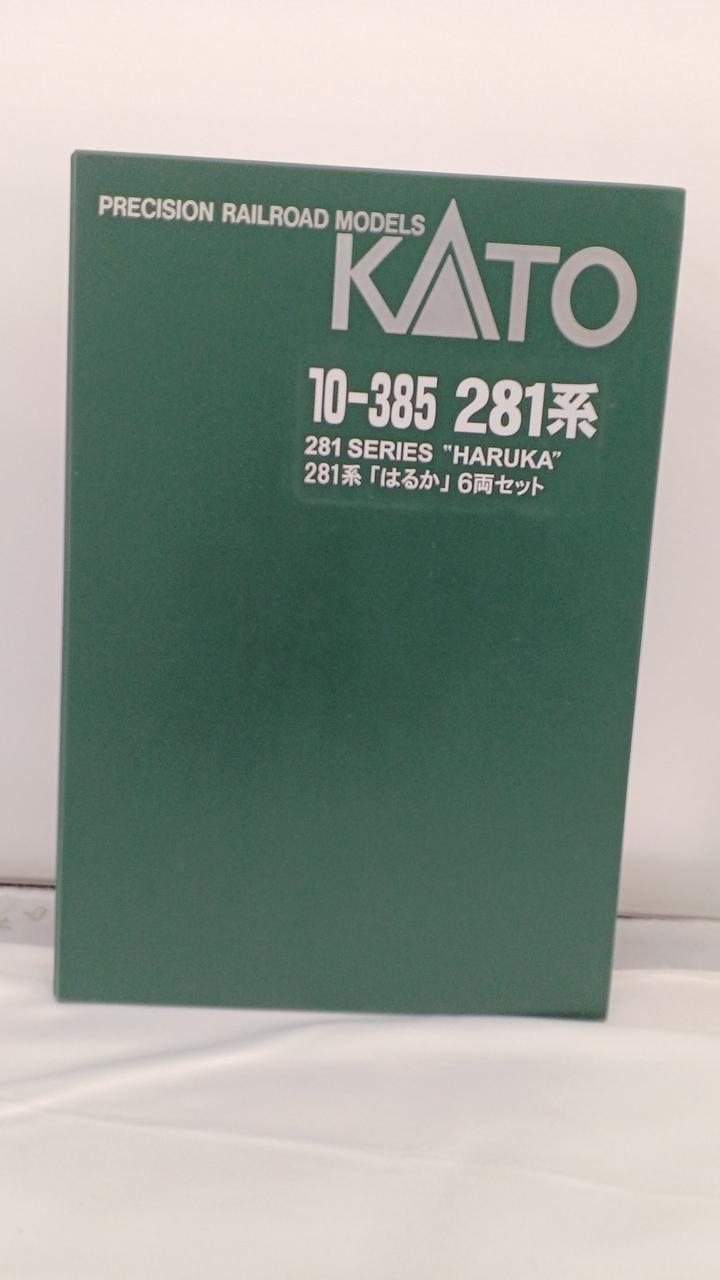 PRECISION RAILROAD MODELS
KATO
10-385 281系
281 SERIES "HARUKA"
281系「はるか」6両セット